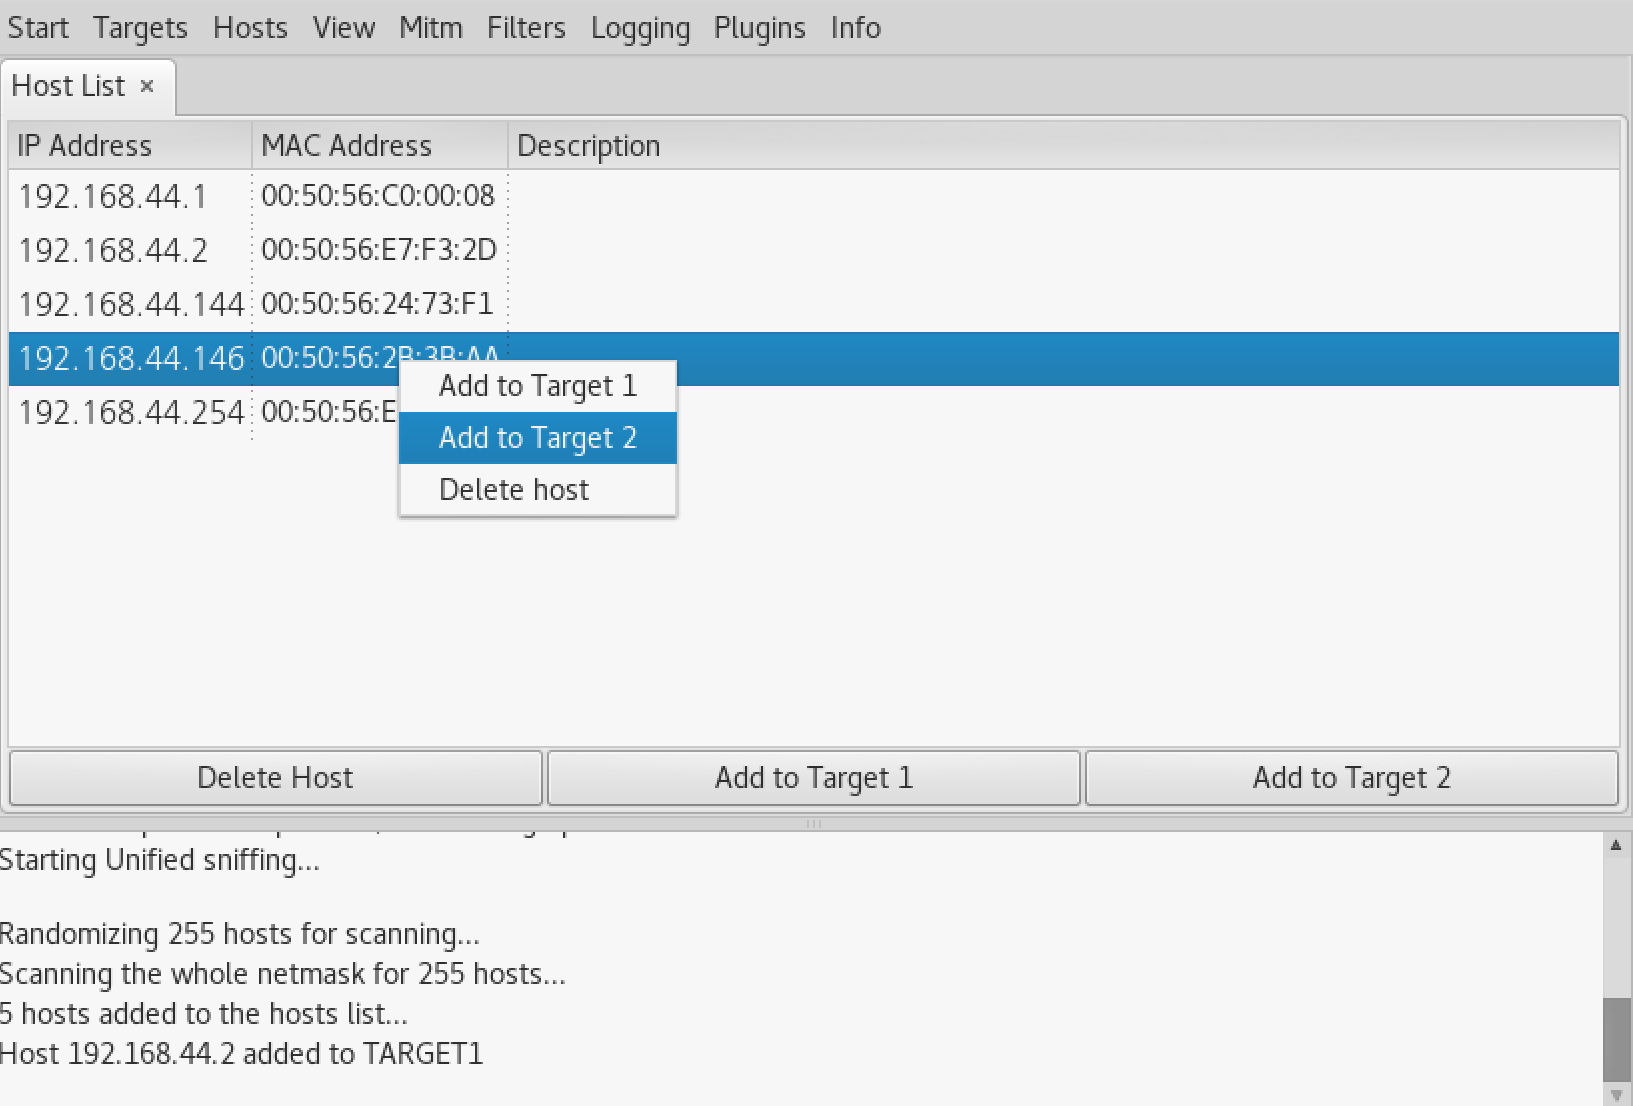 Start Targets Hosts View Mitm Filters Logging Plugins Info
Host List ×
IP Address MAC Address Description
192.168.44.1 00:50:56:C0:00:08
192.168.44.2 00:50:56:E7:F3:2D
192.168.44.144 00:50:56:24:73:F1
192.168.44.146 00:50:56:2B:3B:AA
Add to Target 1
192.168.44.254 00:50:56:E
Add to Target 2
Delete host
Delete Host Add to Target 1 Add to Target 2
Starting Unified sniffing...
Randomizing 255 hosts for scanning...
Scanning the whole netmask for 255 hosts...
5 hosts added to the hosts list...
Host 192.168.44.2 added to TARGET1